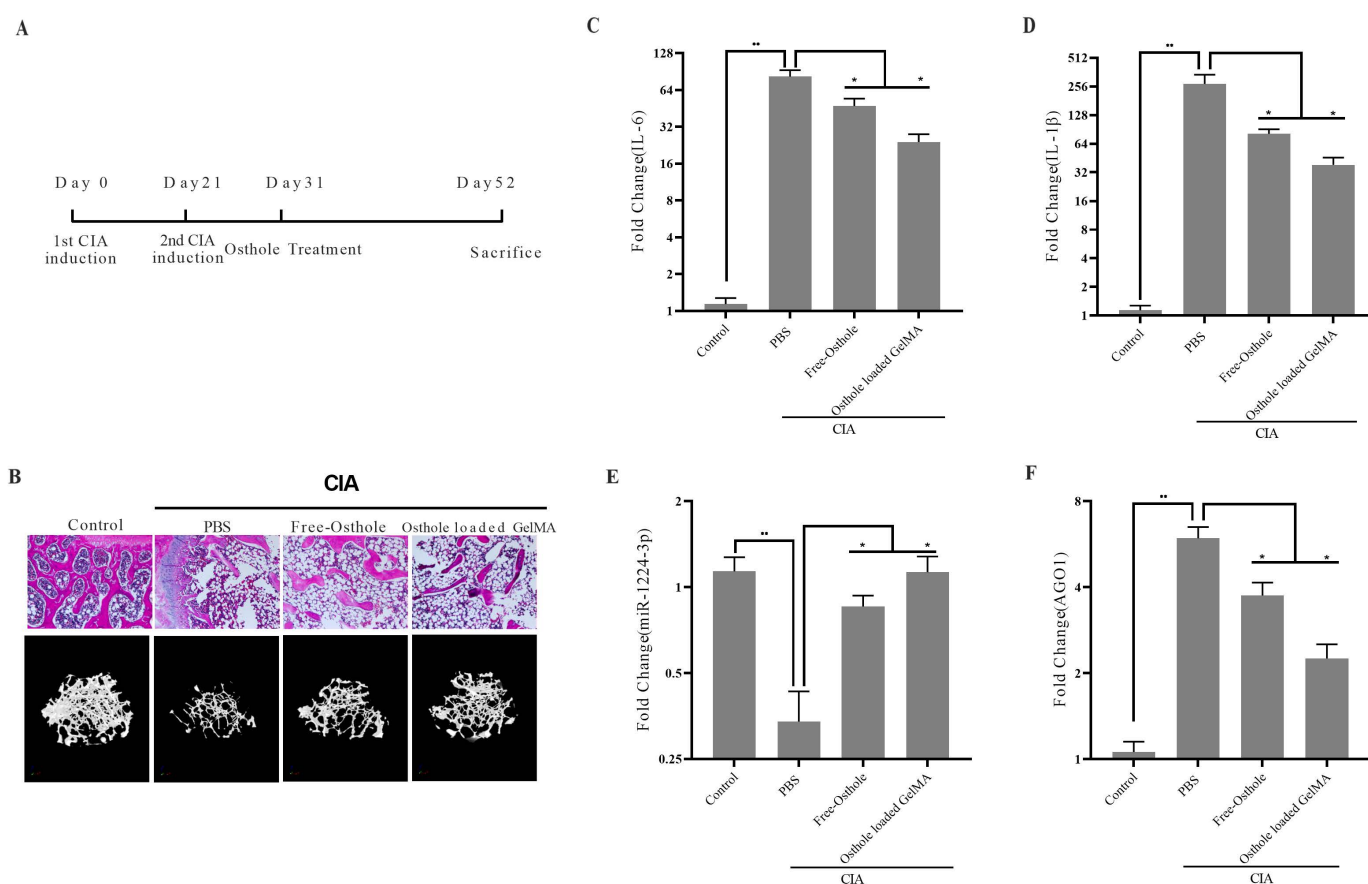 A
Day 0
Day21
Day31
Day52
1st CIA
induction
2nd CIA
induction
Osthole Treatment
Sacrifice
B
CIA
Control
PBS
Free-Osthole
Osthole loaded GelMA
C
Fold Change(IL-6)
128
64
32
16
8
4
2
1
**
*
*
Control
PBS
Free-Osthole
Osthole loaded GelMA
CIA
D
Fold Change(IL-1β)
512
256
128
64
32
16
8
4
2
1
**
*
*
Control
PBS
Free-Osthole
Osthole loaded GelMA
CIA
E
Fold Change(miR-1224-3p)
2
1
0.5
0.25
**
*
*
Control
PBS
Free-Osthole
Osthole loaded GelMA
CIA
F
Fold Change(AGO1)
8
4
2
1
**
*
*
Control
PBS
Free-Osthole
Osthole loaded GelMA
CIA